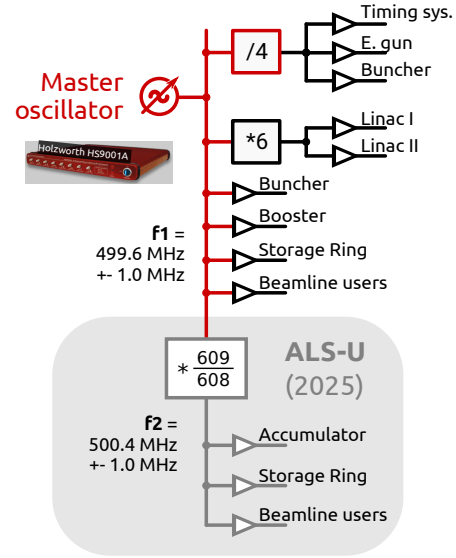 Timing sys.
/4
E. gun
Buncher
Master
oscillator
Linac I
*6
Linac II
Holzworth HS9001A
Buncher
Booster
f1 =
499.6 MHz
+- 1.0 MHz
Storage Ring
Beamline users
* 609
608
ALS-U
(2025)
f2 =
500.4 MHz
+- 1.0 MHz
Accumulator
Storage Ring
Beamline users